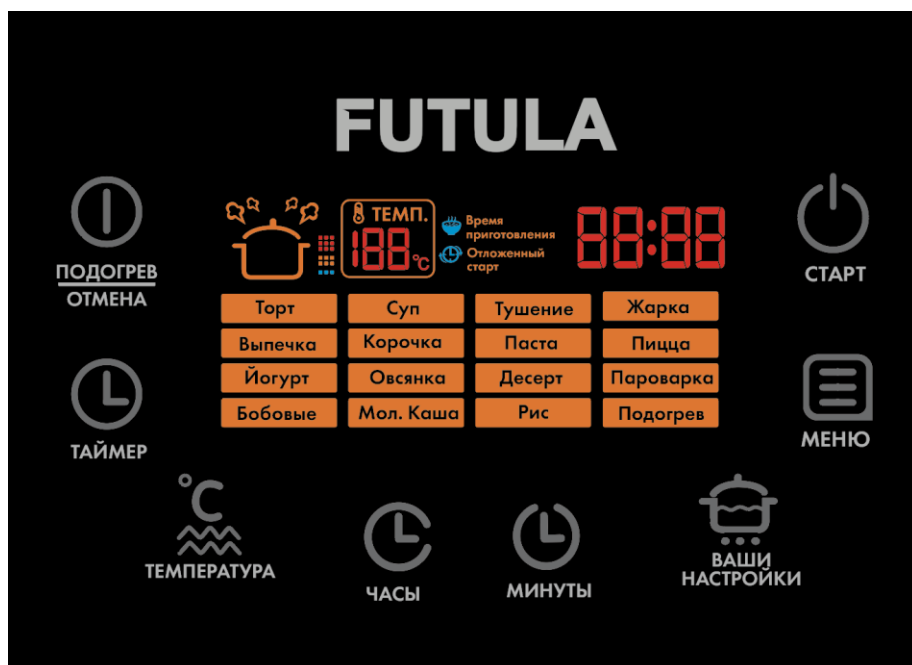 FUTULA
ТЕМП.
188°C
Время
приготовления
Отложенный
старт
88:88
ПОДОГРЕВ
ОТМЕНА
СТАРТ
Торт Суп Тушение Жарка
Выпечка Корочка Паста Пицца
Йогурт Овсянка Десерт Пароварка
Бобовые Мол. Каша Рис Подогрев
ТАЙМЕР
МЕНЮ
°C
ТЕМПЕРАТУРА
ЧАСЫ
МИНУТЫ
ВАШИ
НАСТРОЙКИ